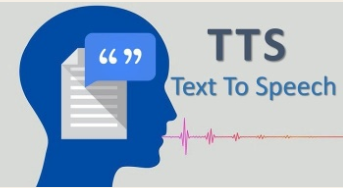 “ ”
TTS
Text To Speech